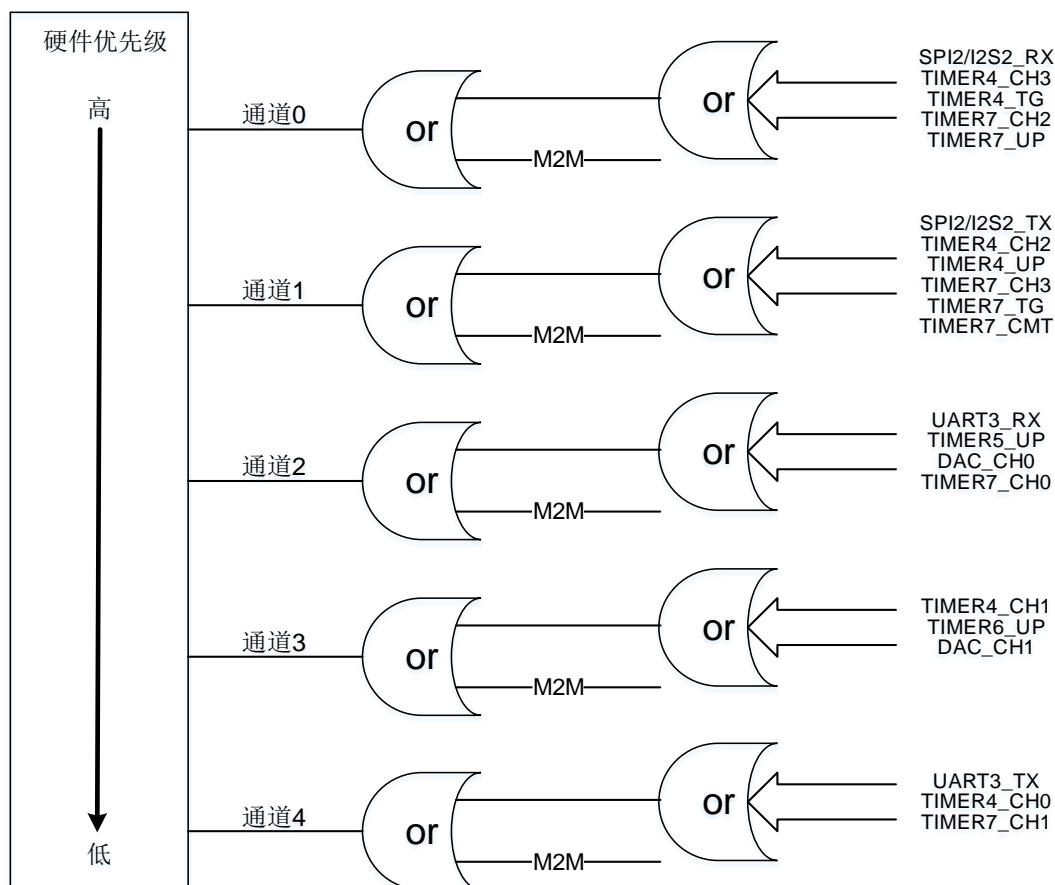 硬件优先级
高
通道0
or
M2M
or
SPI2/I2S2_RX
TIMER4_CH3
TIMER4_TG
TIMER7_CH2
TIMER7_UP
通道1
or
M2M
or
SPI2/I2S2_TX
TIMER4_CH2
TIMER4_UP
TIMER7_CH3
TIMER7_TG
TIMER7_CMT
通道2
or
M2M
or
UART3_RX
TIMER5_UP
DAC_CH0
TIMER7_CH0
通道3
or
M2M
or
TIMER4_CH1
TIMER6_UP
DAC_CH1
通道4
or
M2M
or
UART3_TX
TIMER4_CH0
TIMER7_CH1
低